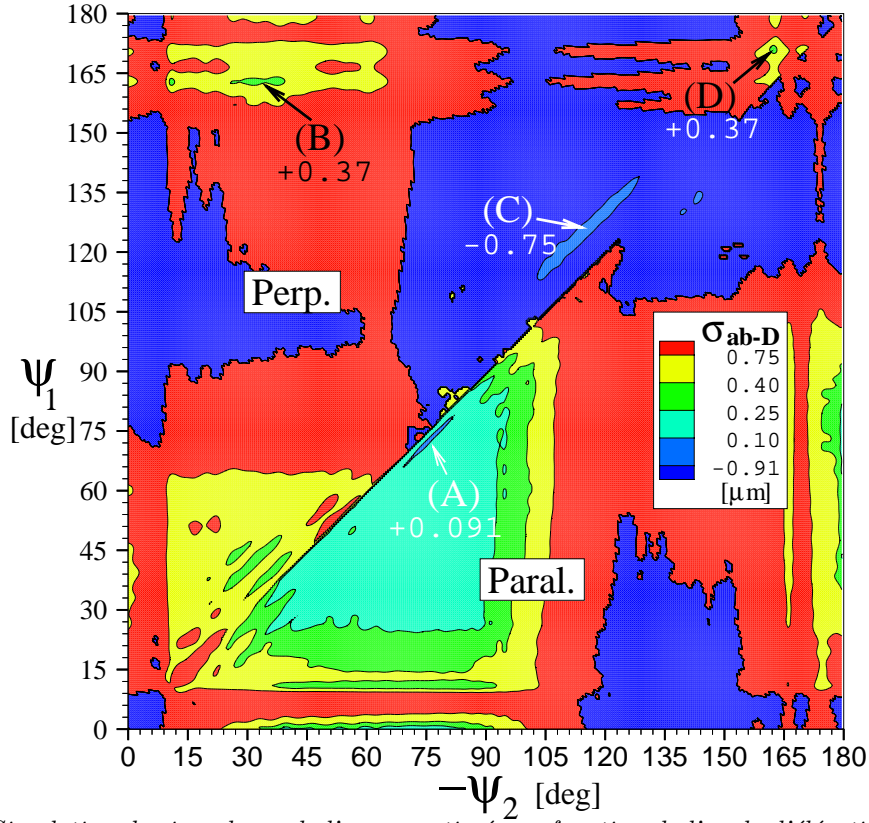 180
165
150
135
120
105
90
75
60
45
30
15
0
ψ1
[deg]
(B)
+0.37
(D)
+0.37
(C)
−0.75
Perp.
(A)
+0.091
Paral.
σab-D
0.75
0.40
0.25
0.10
−0.91
[μm]
0 15 30 45 60 75 90 105 120 135 150 165 180
−ψ2 [deg]